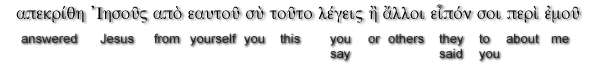 απεκρίθη Ἰησοῦς ἀπὸ εαυτοῦ σὺ τοῦτο λέγεις ἢ ἄλλοι εἶπόν σοι περὶ ἐμοῦ
answered Jesus from yourself you this you or others they to about me
say said you